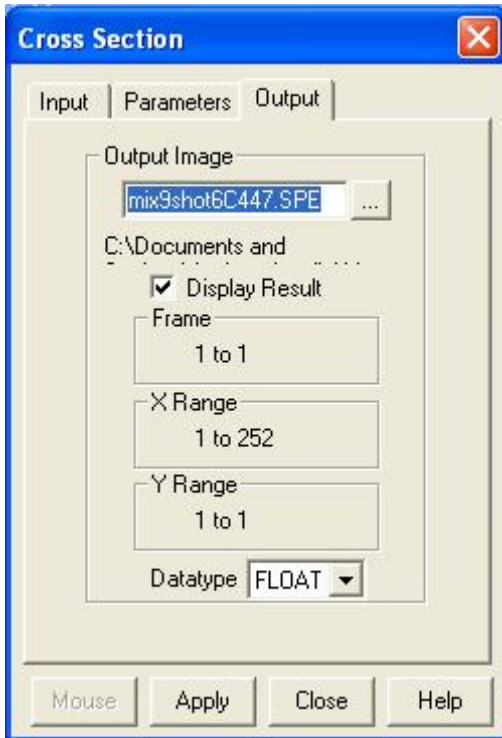 Cross Section
Input Parameters Output
Output Image
mix9shot6C447.SPE ...
C:\Documents and
Display Result
Frame
1 to 1
X Range
1 to 252
Y Range
1 to 1
Datatype FLOAT
Mouse Apply Close Help